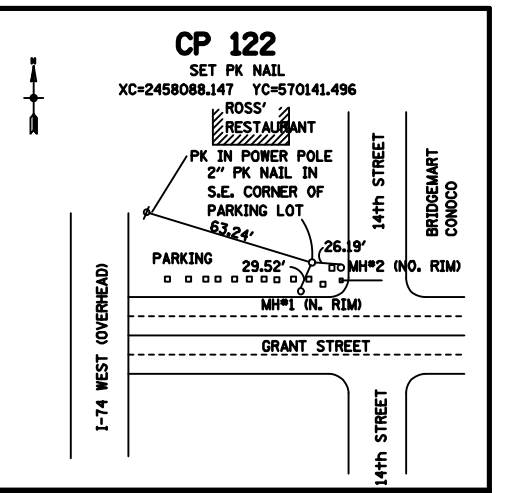 CP 122
SET PK NAIL
XC=2458088.147 YC=570141.496
N
ROSS'
RESTAURANT
PK IN POWER POLE
2" PK NAIL IN
S.E. CORNER OF
PARKING LOT
63.24'
26.19'
29.52'
PARKING
MH#2 (NO. RIM)
MH#1 (N. RIM)
GRANT STREET
I-74 WEST (OVERHEAD)
14th STREET
BRIDGEMART
CONOCO
14th STREET